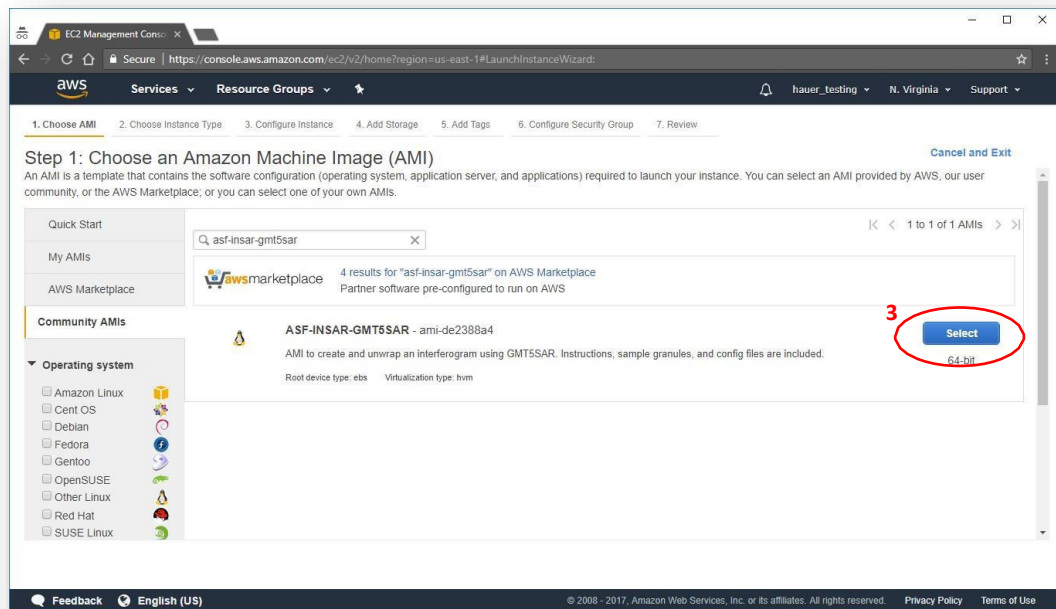 EC2 Management Conso
Secure | https://console.aws.amazon.com/ec2/v2/home?region=us-east-1#LaunchInstanceWizard:
aws Services Resource Groups hauer_testing N. Virginia Support
1. Choose AMI 2. Choose Instance Type 3. Configure Instance 4. Add Storage 5. Add Tags 6. Configure Security Group 7. Review
Step 1: Choose an Amazon Machine Image (AMI)
Cancel and Exit
An AMI is a template that contains the software configuration (operating system, application server, and applications) required to launch your instance. You can select an AMI provided by AWS, our user
community, or the AWS Marketplace; or you can select one of your own AMIs.
Quick Start
My AMIs
AWS Marketplace
Community AMIs
Operating system
Amazon Linux
Cent OS
Debian
Fedora
Gentoo
OpenSUSE
Other Linux
Red Hat
SUSE Linux
1 to 1 of 1 AMIs
asf-insar-gmt5sar
awsmarketplace
4 results for "asf-insar-gmt5sar" on AWS Marketplace
Partner software pre-configured to run on AWS
ASF-INSAR-GMT5SAR - ami-de2388a4
AMI to create and unwrap an interferogram using GMT5SAR. Instructions, sample granules, and config files are included.
Root device type: ebs Virtualization type: hvm
3
Select
64-bit
Feedback English (US) © 2008 - 2017, Amazon Web Services, Inc. or its affiliates. All rights reserved. Privacy Policy Terms of Use